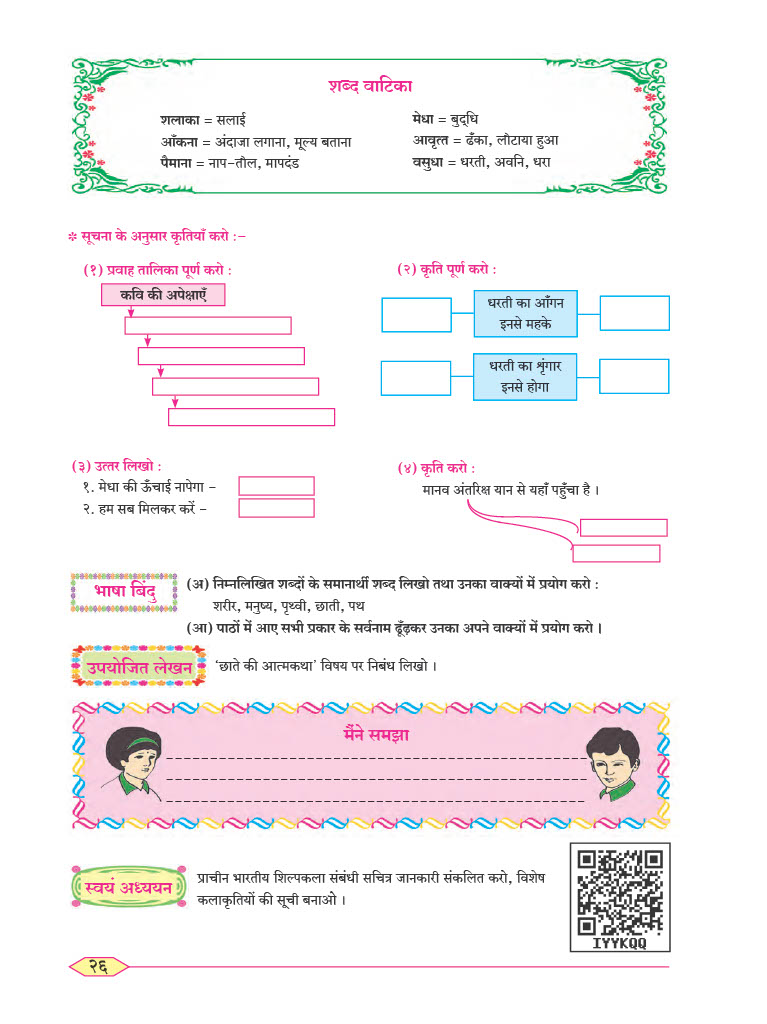 शब्द वाटिका
शलाका = सलाई
आँकना = अंदाजा लगाना, मूल्य बताना
पैमाना = नाप-तौल, मापदंड
मेधा = बुद्‌धि
आवृत्त = ढँका, लौटाया हुआ
वसुधा = धरती, अवनि, धरा
* सूचना के अनुसार कृतियाँ करो :-
(१) प्रवाह तालिका पूर्ण करो :
कवि की अपेक्षाएँ
(२) कृति पूर्ण करो :
धरती का आँगन
इनसे महके
धरती का शृंगार
इनसे होगा
(३) उत्तर लिखो :
१. मेधा की ऊँचाई नापेगा -
२. हम सब मिलकर करें -
(४) कृति करो :
मानव अंतरिक्ष यान से यहाँ पहुँचा है ।
भाषा बिंदु
(अ) निम्नलिखित शब्दों के समानार्थी शब्द लिखो तथा उनका वाक्यों में प्रयोग करो :
शरीर, मनुष्य, पृथ्वी, छाती, पथ
(आ) पाठों में आए सभी प्रकार के सर्वनाम ढूँढ़कर उनका अपने वाक्यों में प्रयोग करो ।
उपयोजित लेखन
‘छाते की आत्मकथा’ विषय पर निबंध लिखो ।
मैंने समझा
स्वयं अध्ययन
प्राचीन भारतीय शिल्पकला संबंधी सचित्र जानकारी संकलित करो, विशेष
कलाकृतियों की सूची बनाओ ।
IYYKQQ
२६